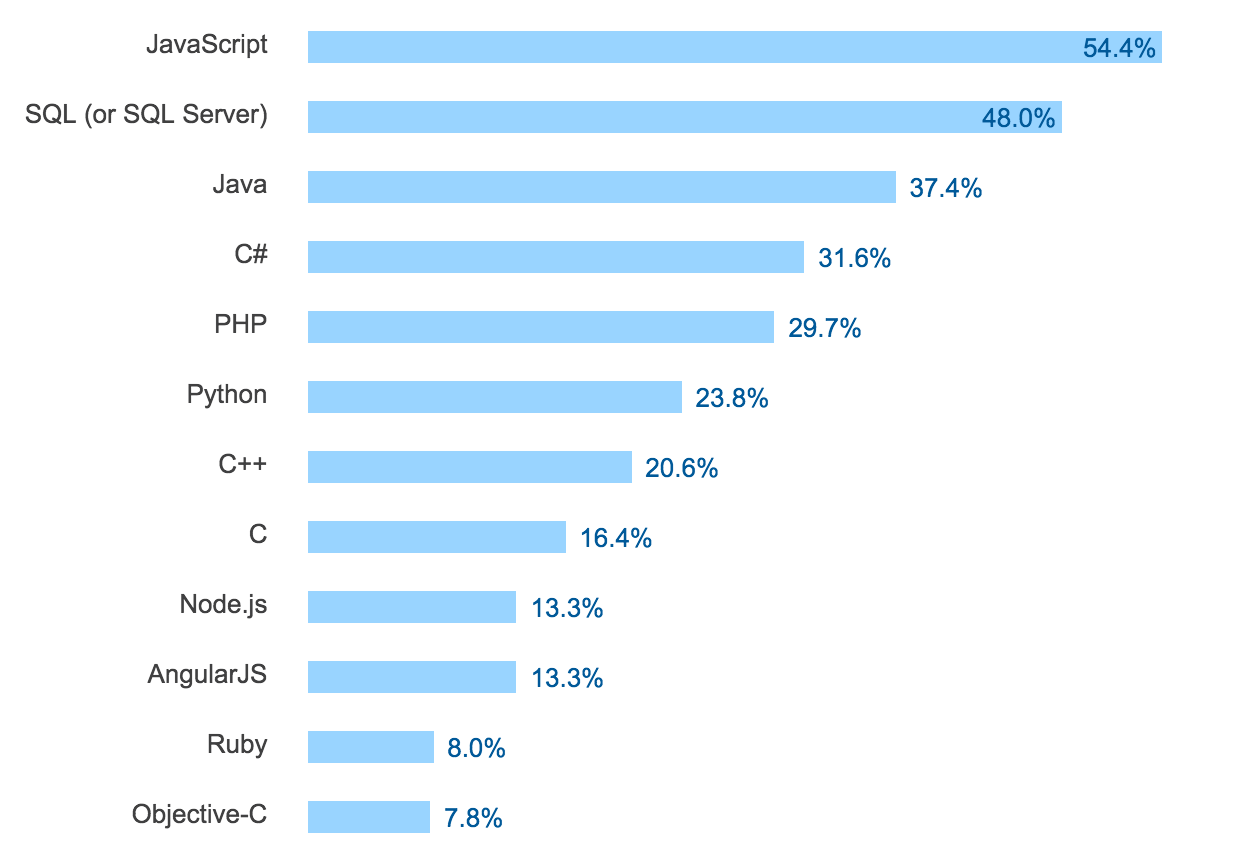 JavaScript 54.4%
SQL (or SQL Server) 48.0%
Java 37.4%
C# 31.6%
PHP 29.7%
Python 23.8%
C++ 20.6%
C 16.4%
Node.js 13.3%
AngularJS 13.3%
Ruby 8.0%
Objective-C 7.8%